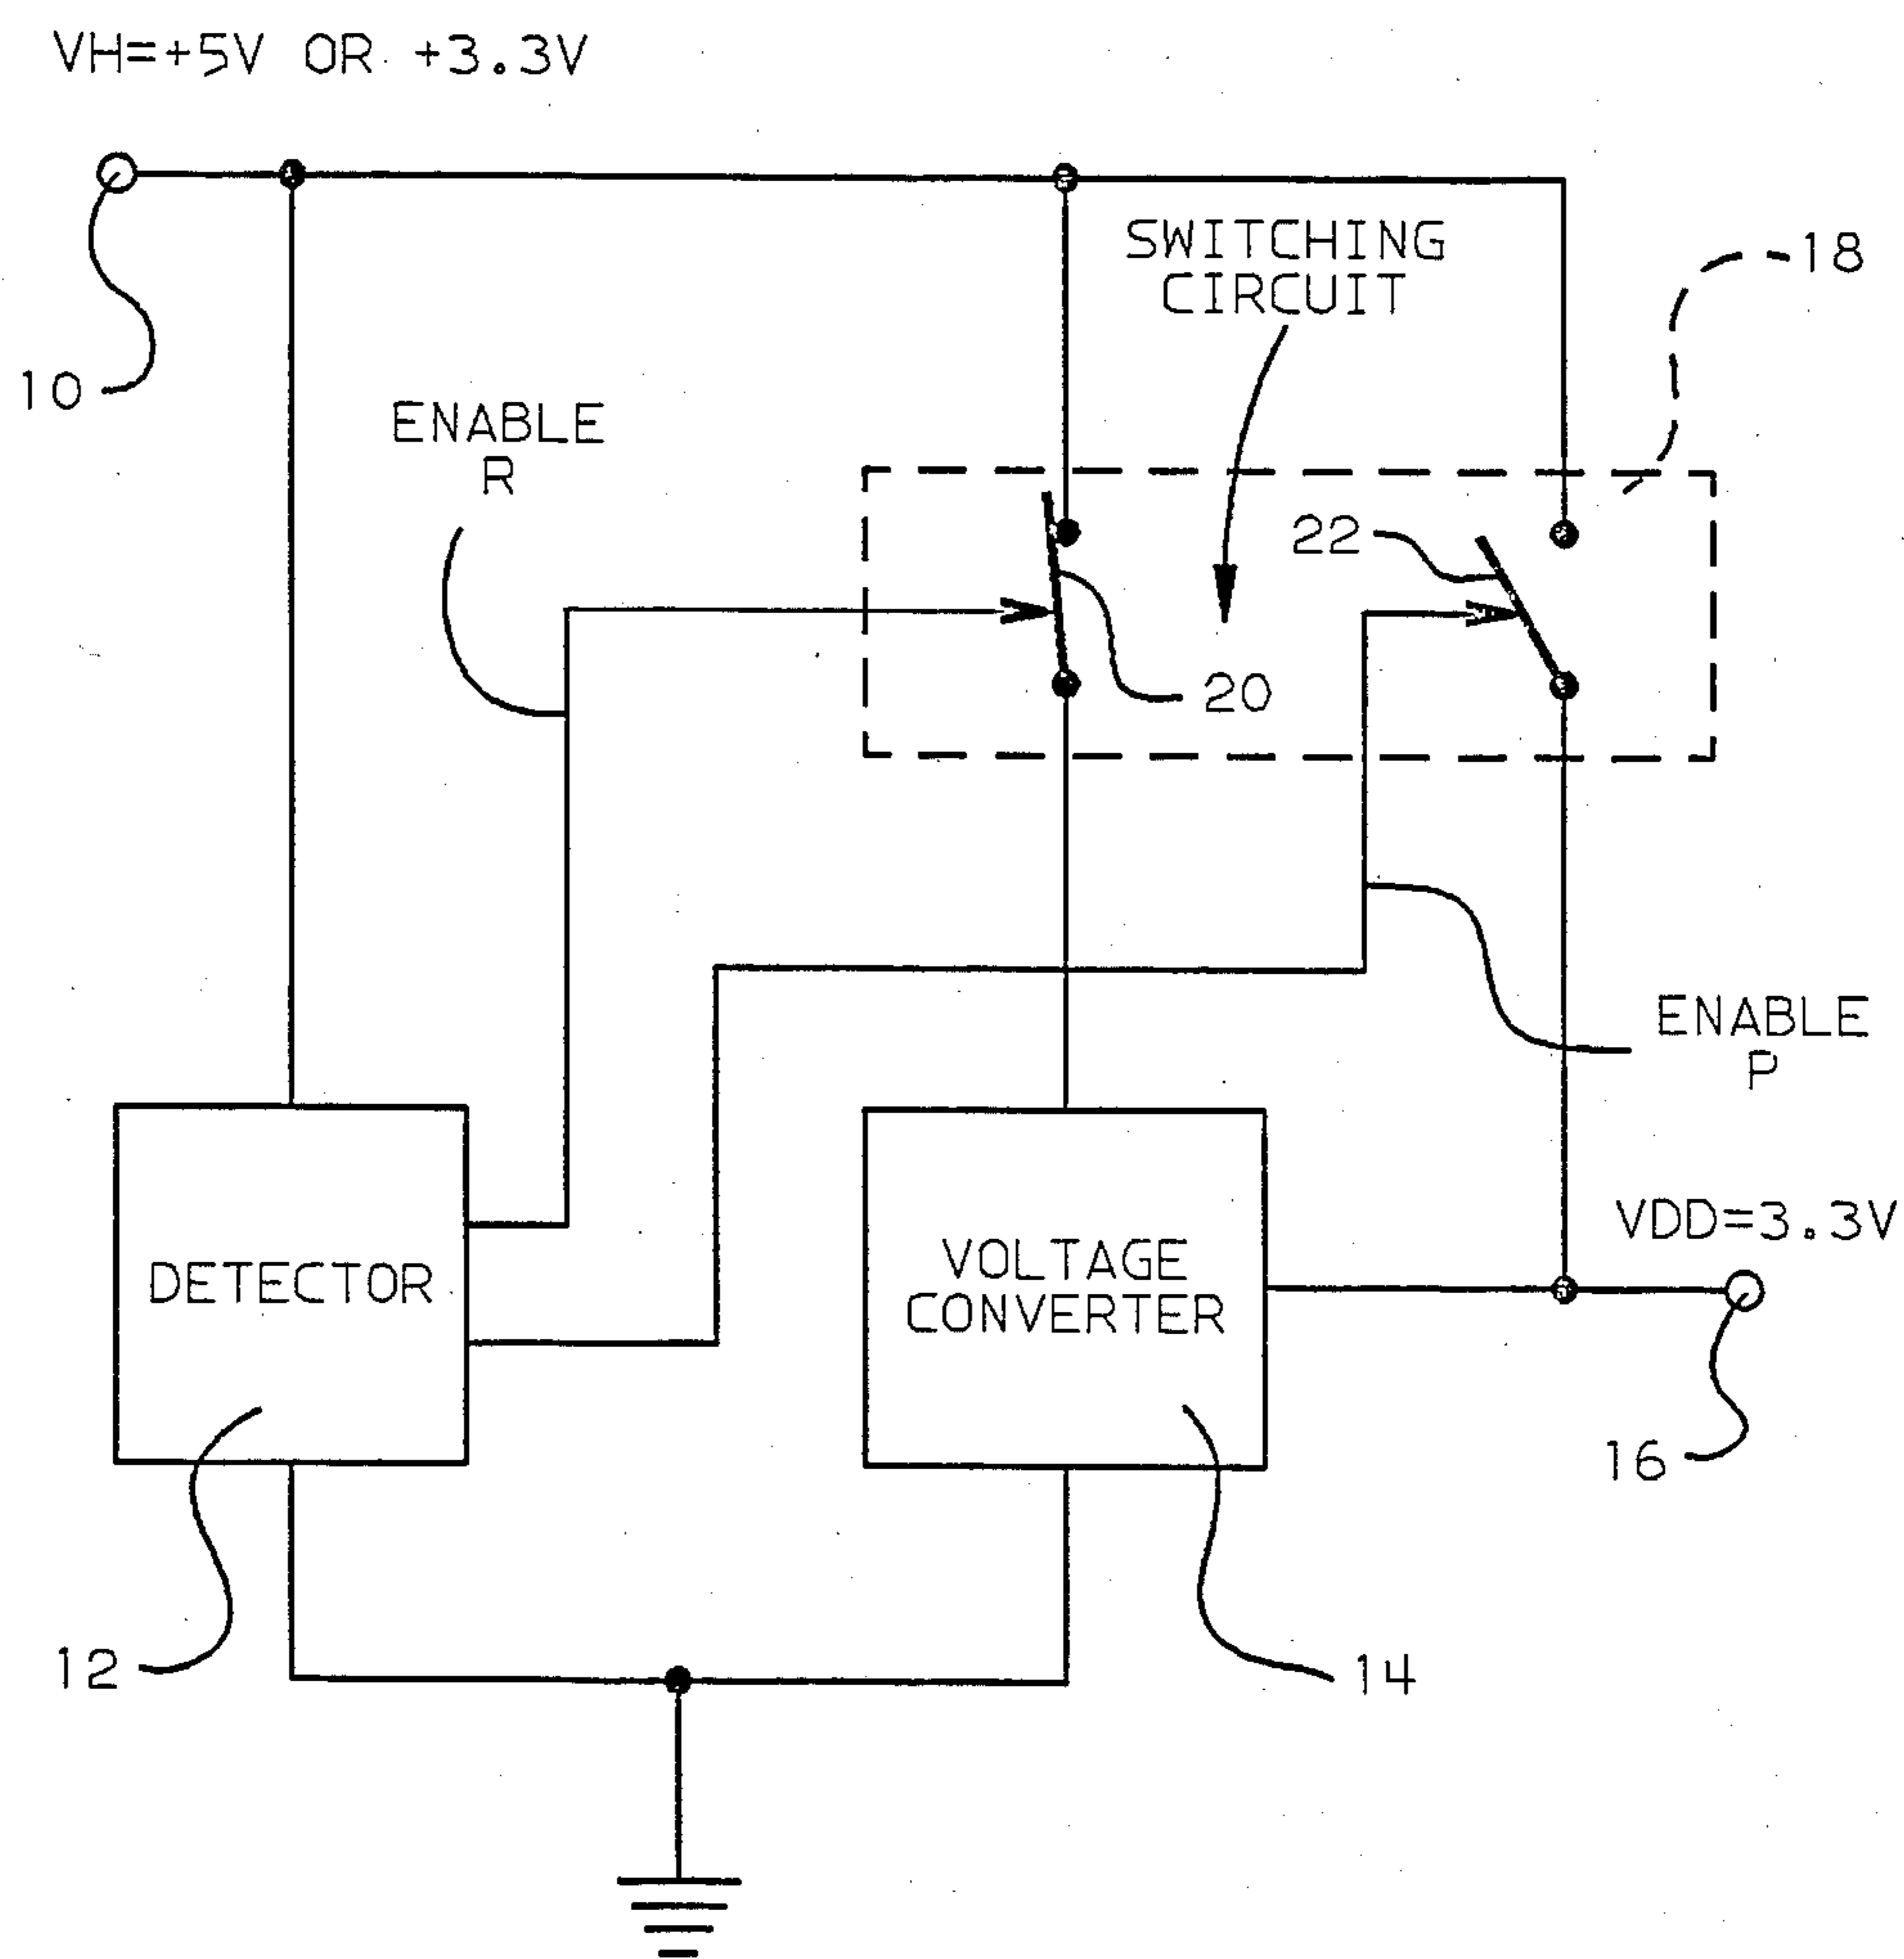 VH=+5V OR +3.3V
SWITCHING
CIRCUIT
18
10
ENABLE
R
22
20
ENABLE
P
VDD=3.3V
DETECTOR
VOLTAGE
CONVERTER
16
12
14